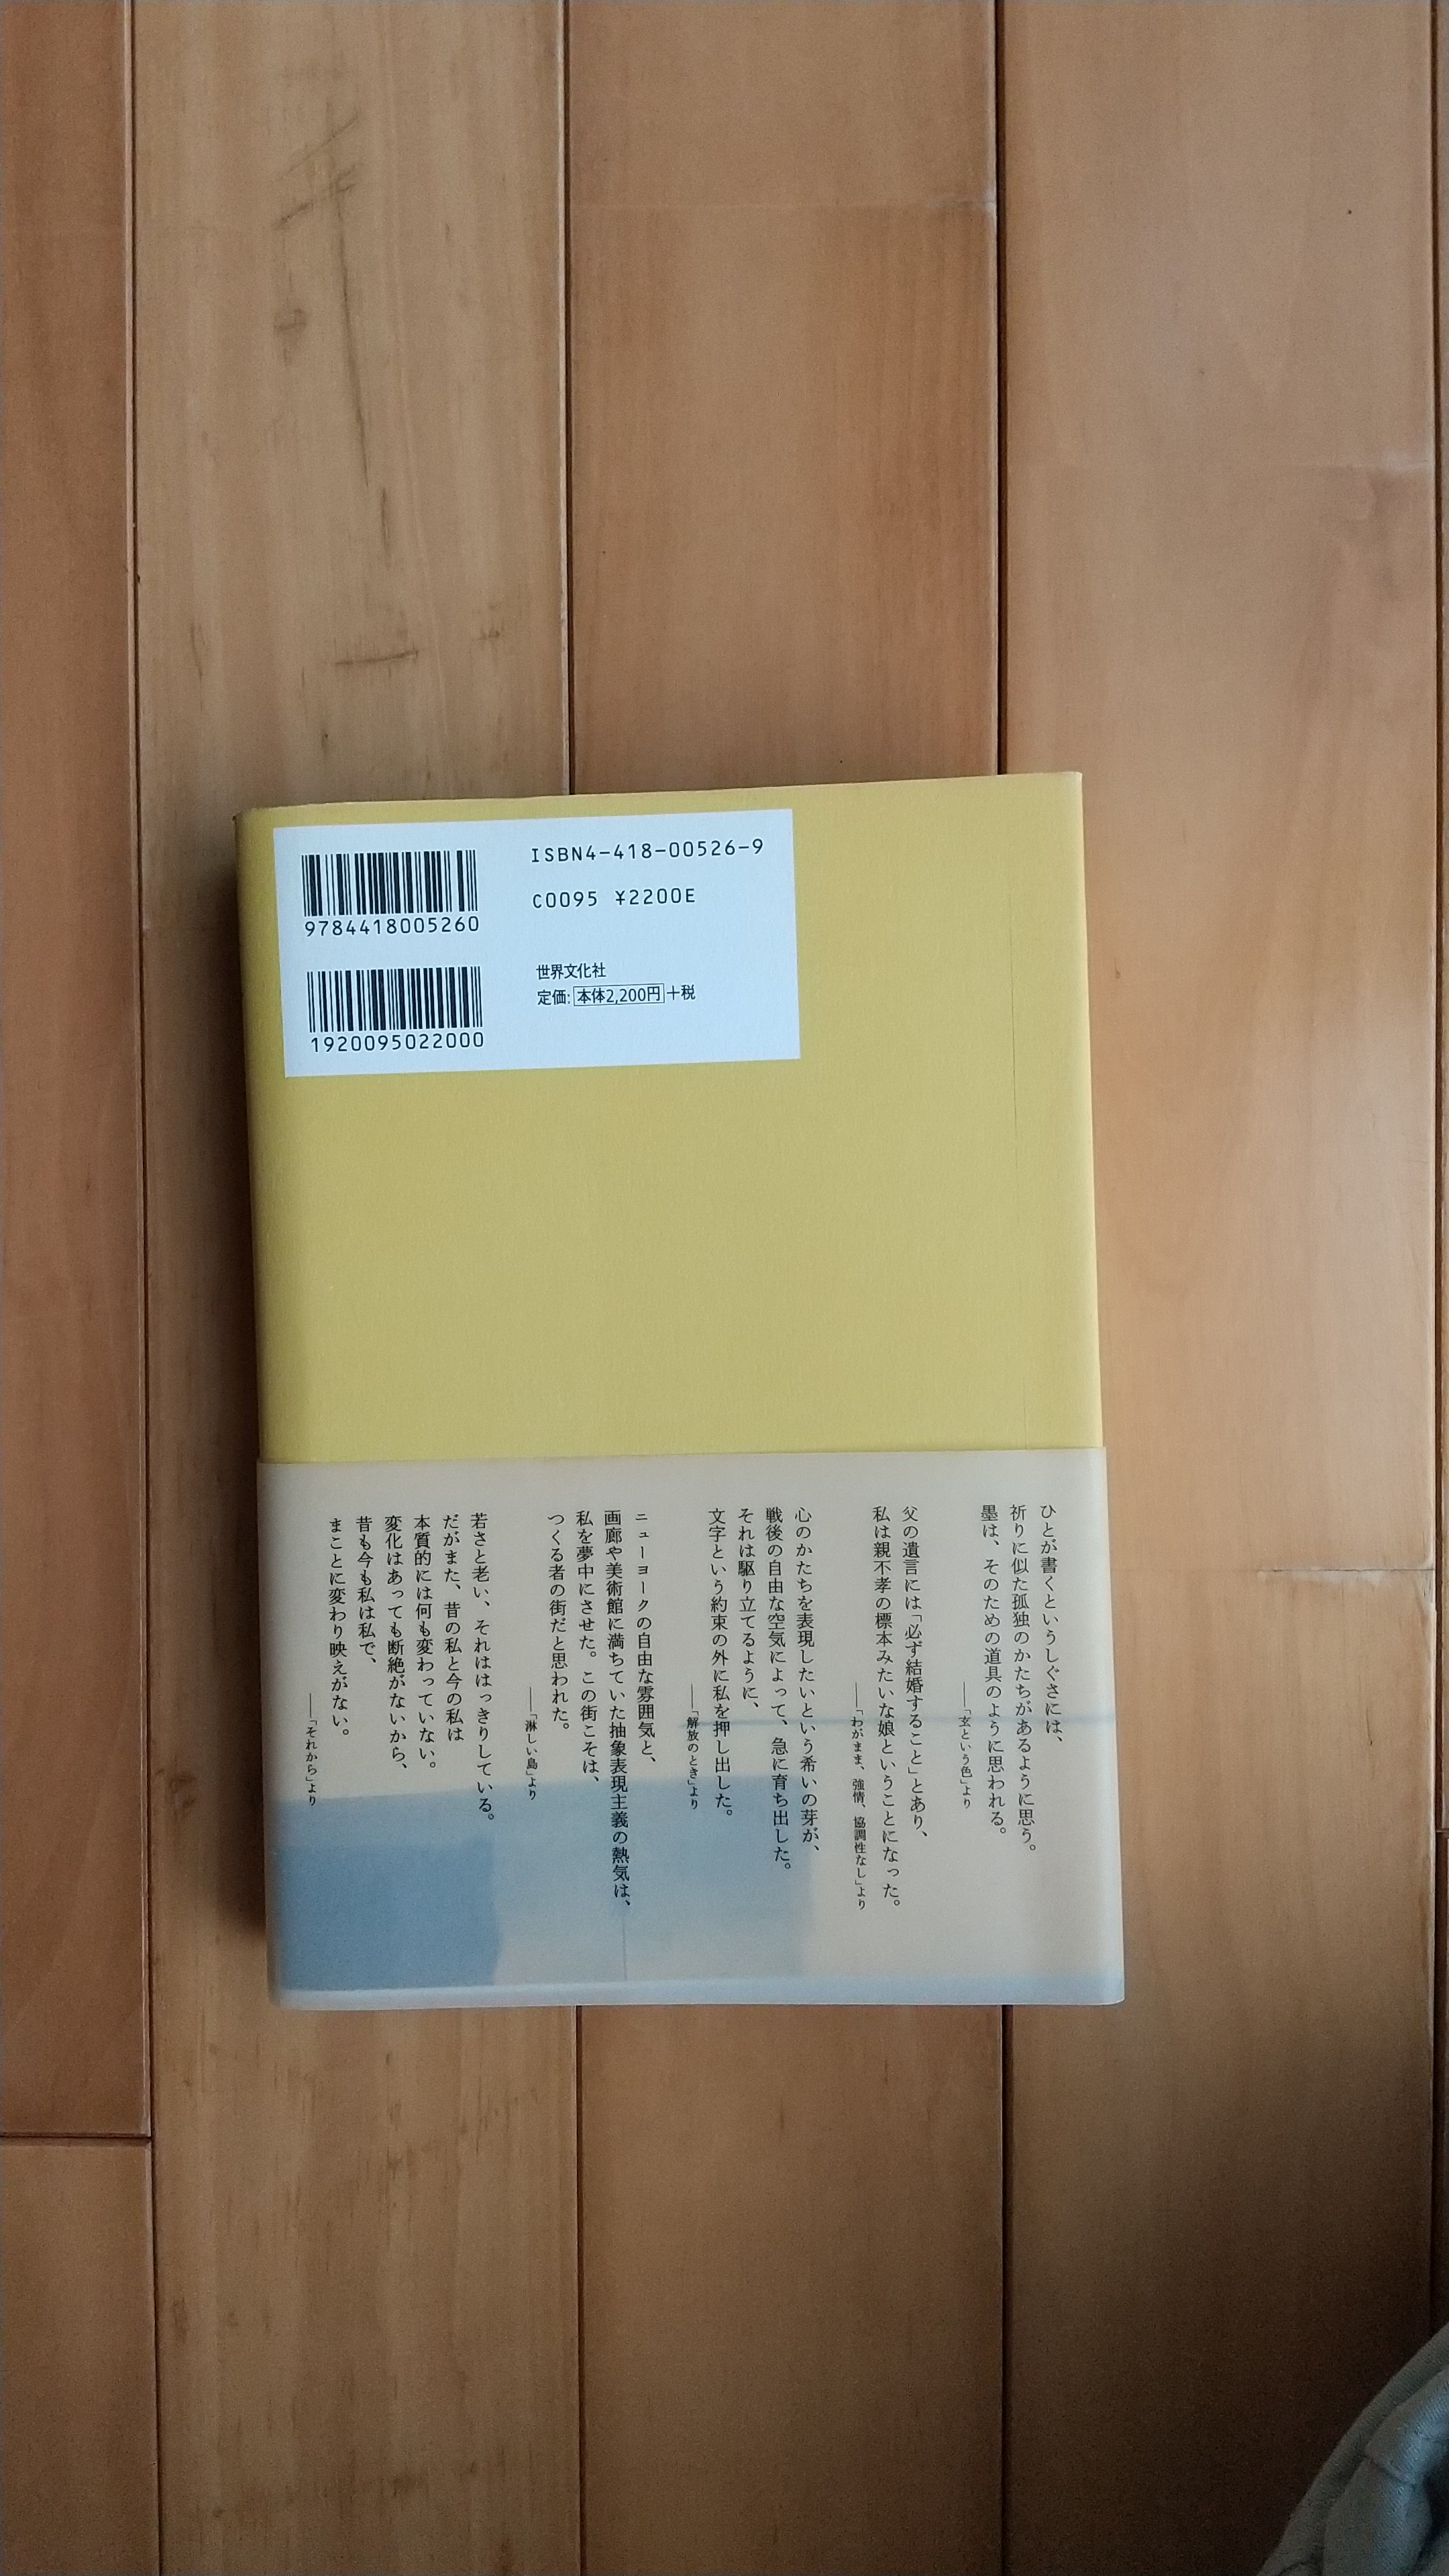 ISBN4-418-00526-9
C0095 ¥2200E
9784418005260
世界文化社
定価:本体2,200円+税
1920095022000
ひとが書くというしぐさには、
祈りに似た孤独のかたちがあるように思う。
墨は、そのための道具のように思われる。
――「玄という色」より
父の遺言には「必ず結婚すること」とあり、
私は親不孝の標本みたいな娘ということになった。
――「わがまま、強情、協調性なし」より
心のかたちを表現したいという希いの芽が、
戦後の自由な空気によって、急に育ち出した。
それは駆り立てるように、
文字という約束の外に私を押し出した。
――「解放のとき」より
ニューヨークの自由な雰囲気と、
画廊や美術館に満ちていた抽象表現主義の熱気は、
私を夢中にさせた。この街こそは、
つくる者の街だと思われた。
――「淋しい島」より
若さと老い、それははっきりしている。
だがまた、昔の私と今の私は
本質的には何も変わっていない。
変化はあっても断絶がないから、
昔も今も私は私で、
まことに変わり映えがない。
――「それから」より